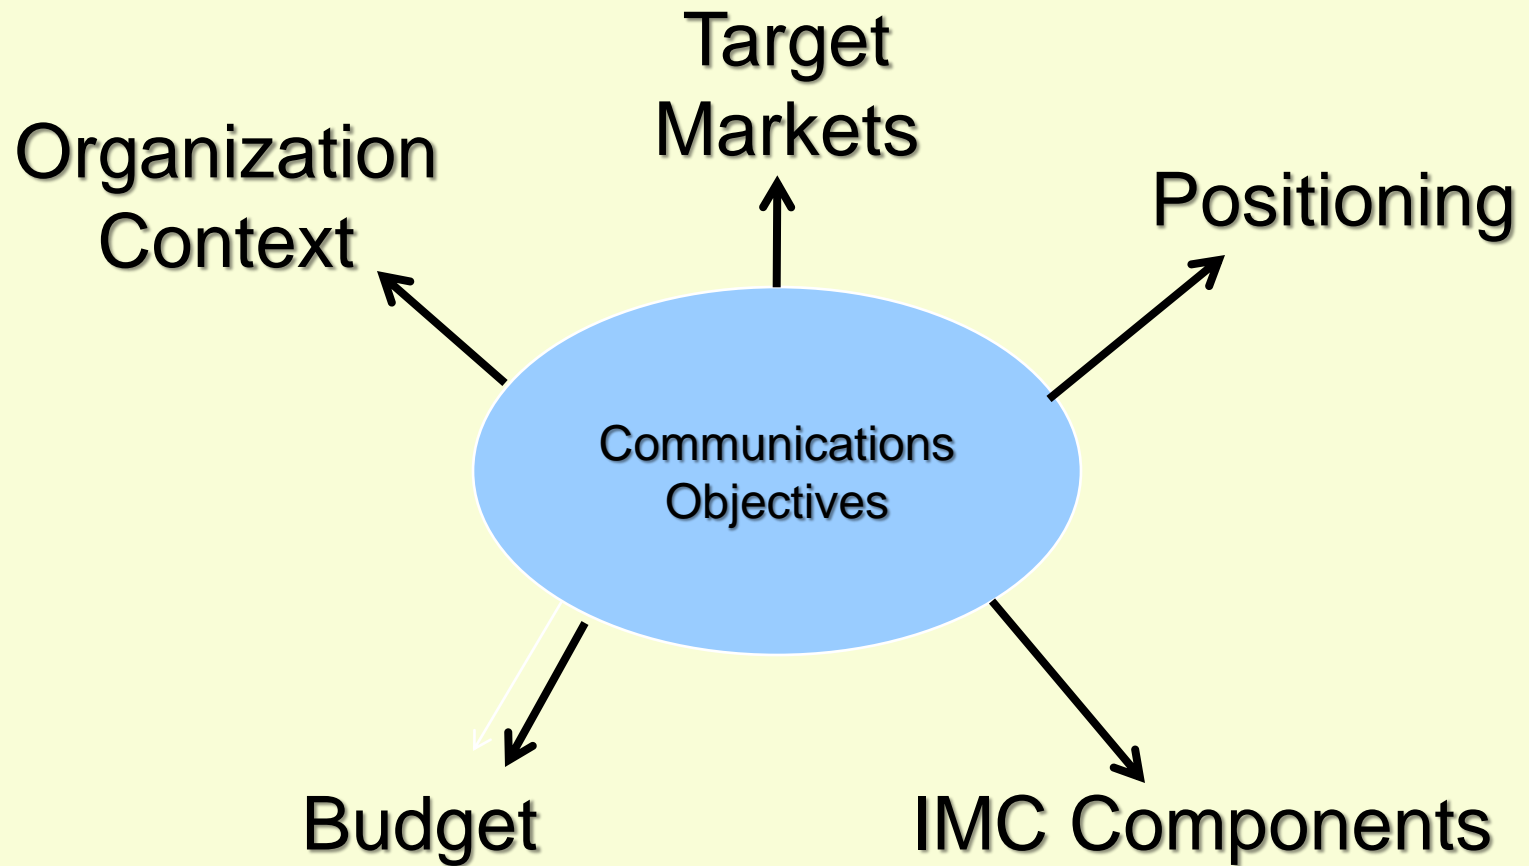 Target
Markets
Organization
Context
Positioning
Communications
Objectives
Budget
IMC Components